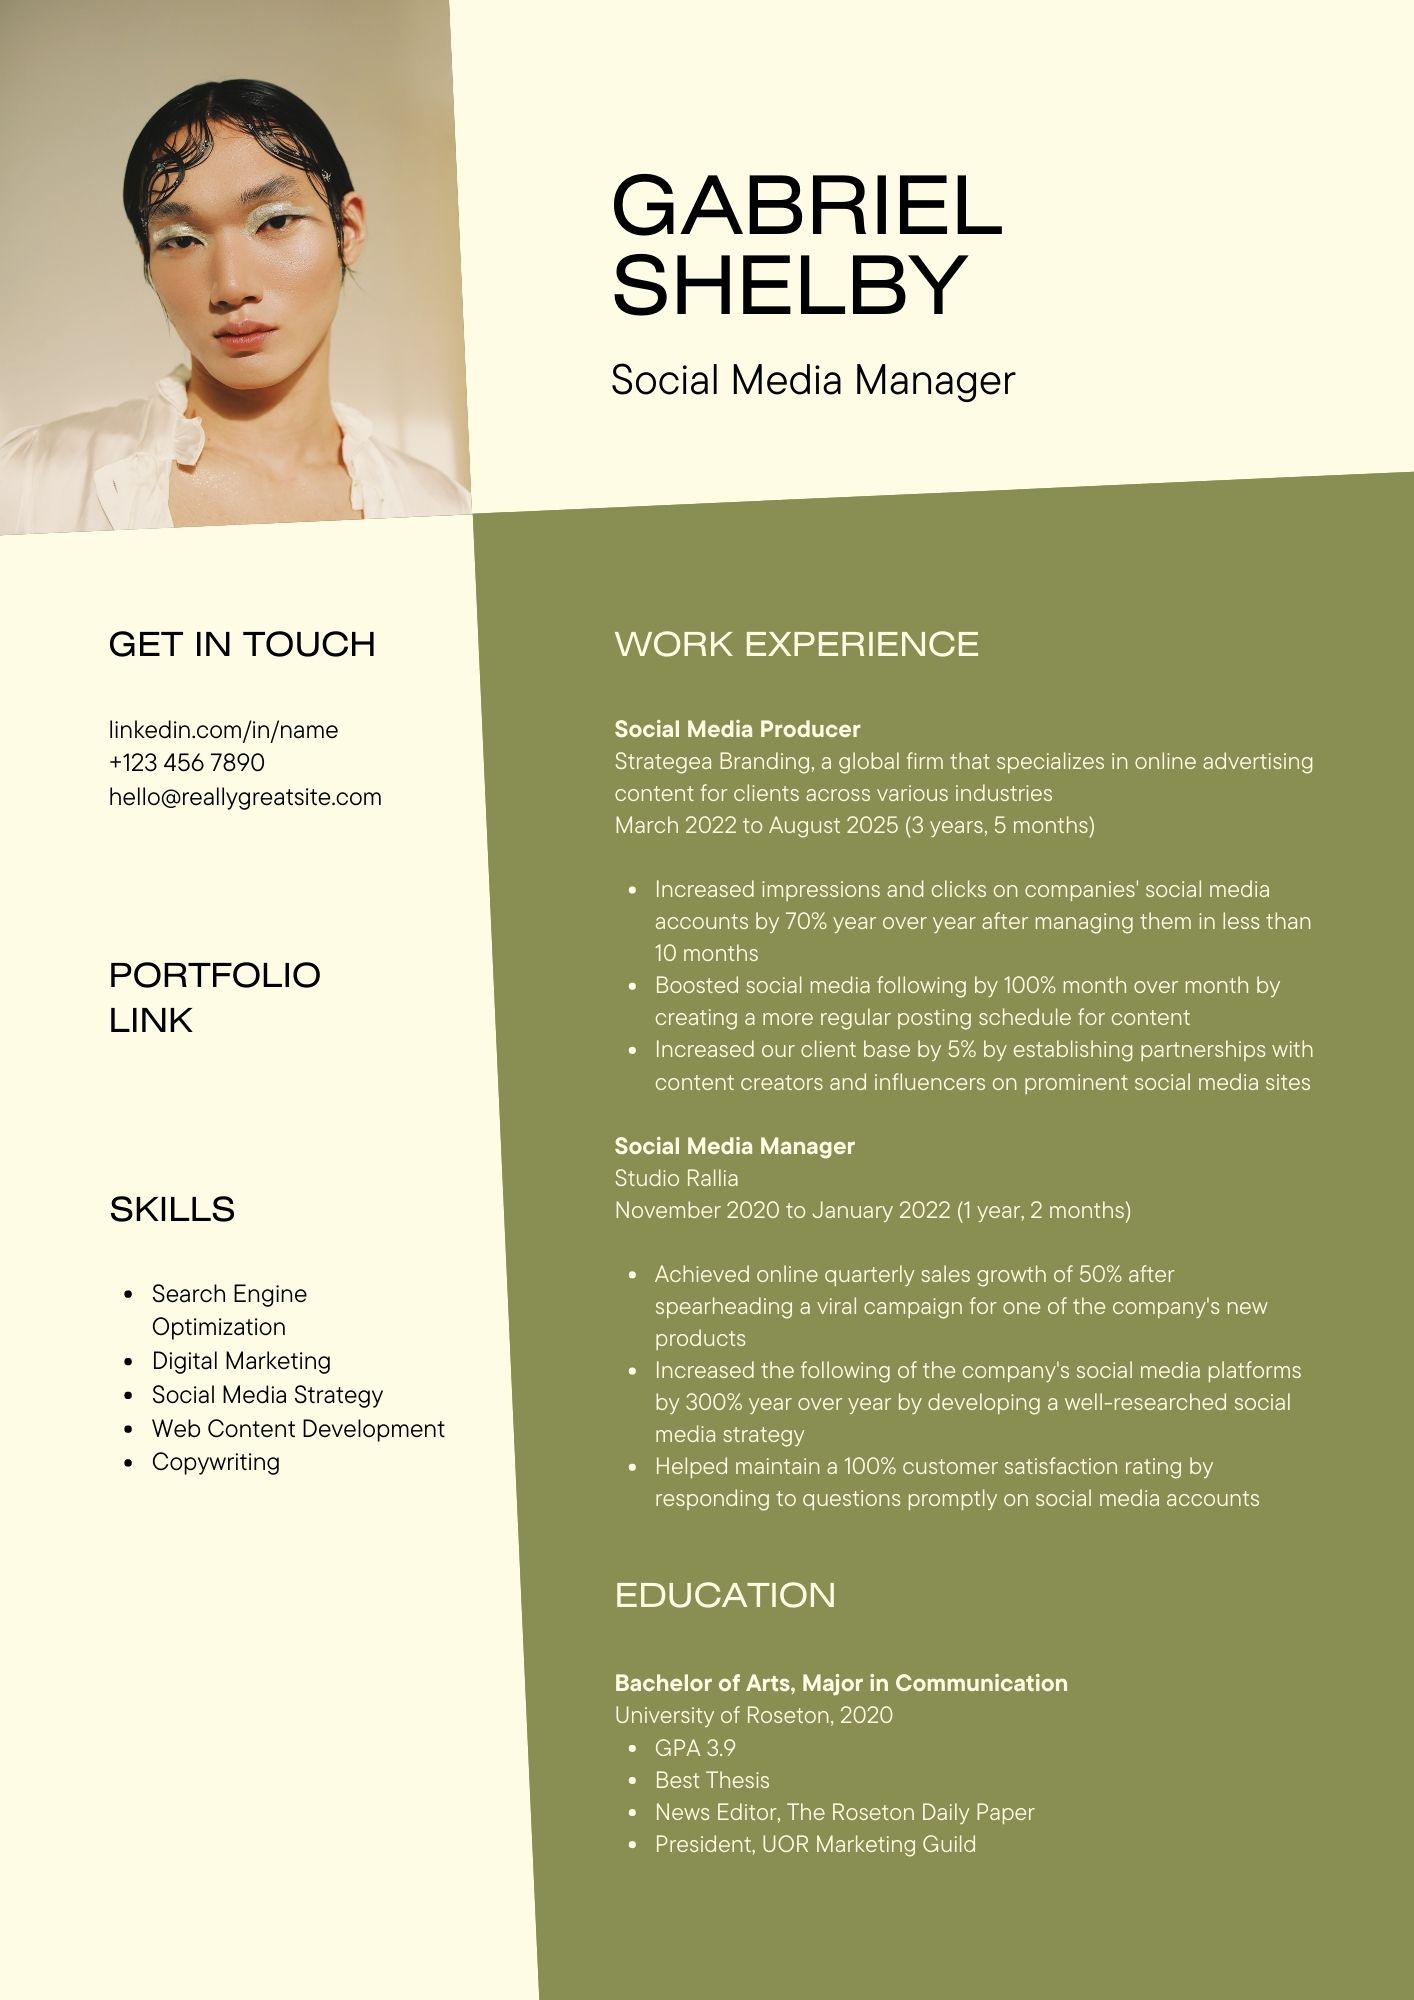 GABRIEL
SHELBY
Social Media Manager
GET IN TOUCH
linkedin.com/in/name
+123 456 7890
hello@reallygreatsite.com
PORTFOLIO
LINK
SKILLS
• Search Engine
Optimization
• Digital Marketing
• Social Media Strategy
• Web Content Development
• Copywriting
WORK EXPERIENCE
Social Media Producer
Strategea Branding, a global firm that specializes in online advertising
content for clients across various industries
March 2022 to August 2025 (3 years, 5 months)
• Increased impressions and clicks on companies' social media
accounts by 70% year over year after managing them in less than
10 months
• Boosted social media following by 100% month over month by
creating a more regular posting schedule for content
• Increased our client base by 5% by establishing partnerships with
content creators and influencers on prominent social media sites
Social Media Manager
Studio Rallia
November 2020 to January 2022 (1 year, 2 months)
• Achieved online quarterly sales growth of 50% after
spearheading a viral campaign for one of the company's new
products
• Increased the following of the company's social media platforms
by 300% year over year by developing a well-researched social
media strategy
• Helped maintain a 100% customer satisfaction rating by
responding to questions promptly on social media accounts
EDUCATION
Bachelor of Arts, Major in Communication
University of Roseton, 2020
• GPA 3.9
• Best Thesis
• News Editor, The Roseton Daily Paper
• President, UOR Marketing Guild